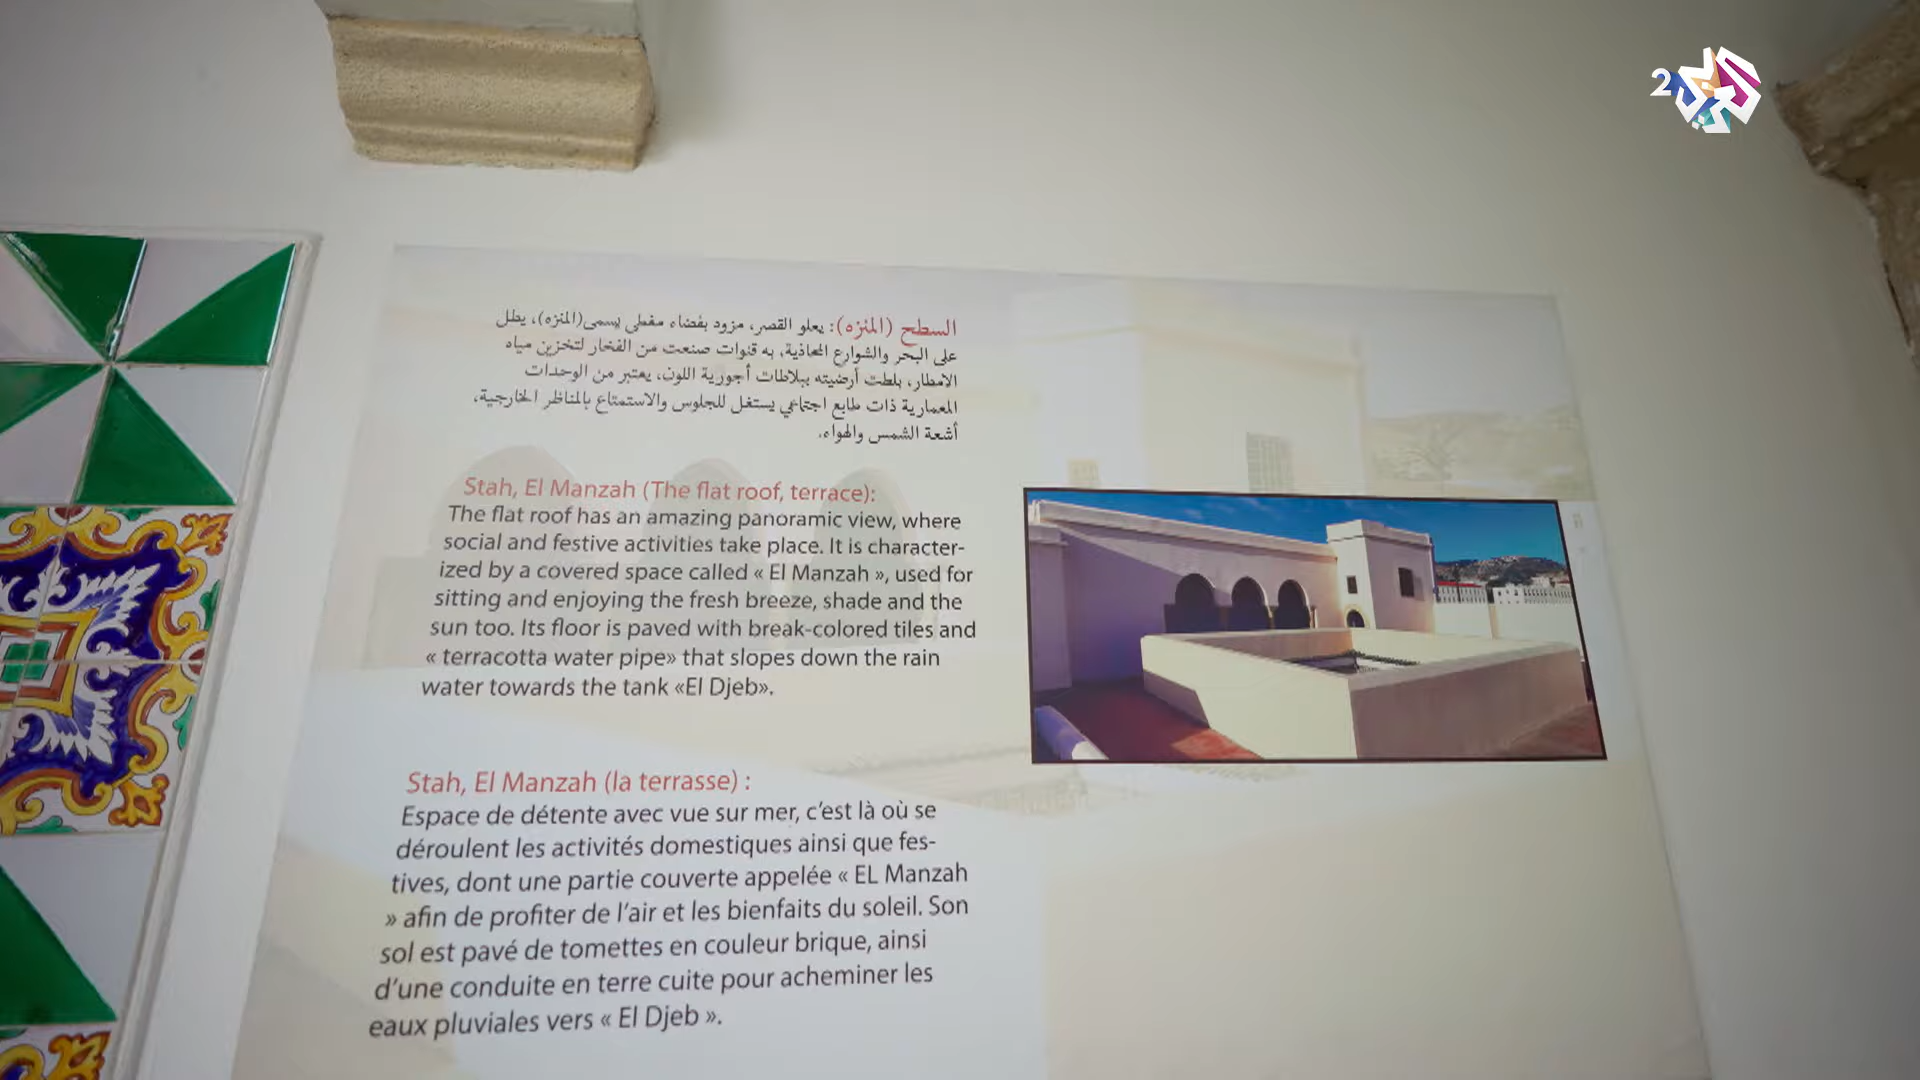 السطح (المنزه): يعلو القصر، مزود بفضاء مغطى يسمى(المنزه)، يطل
على البحر والشوارع المحاذية، به قنوات صنعت من الفخار لتخزين مياه
الامطار، بلطت أرضيته ببلاطات أجورية اللون، يعتبر من الوحدات
المعمارية ذات طابع اجتماعي يستغل للجلوس والاستمتاع بالمناظر الخارجية،
أشعة الشمس والهواء.
Stah, El Manzah (The flat roof, terrace):
The flat roof has an amazing panoramic view, where
social and festive activities take place. It is character-
ized by a covered space called « El Manzah », used for
sitting and enjoying the fresh breeze, shade and the
sun too. Its floor is paved with break-colored tiles and
« terracotta water pipe» that slopes down the rain
water towards the tank «El Djeb».
Stah, El Manzah (la terrasse) :
Espace de détente avec vue sur mer, c'est là où se
déroulent les activités domestiques ainsi que fes-
tives, dont une partie couverte appelée « EL Manzah
» afin de profiter de l'air et les bienfaits du soleil. Son
sol est pavé de tomettes en couleur brique, ainsi
d'une conduite en terre cuite pour acheminer les
eaux pluviales vers « El Djeb ».
2